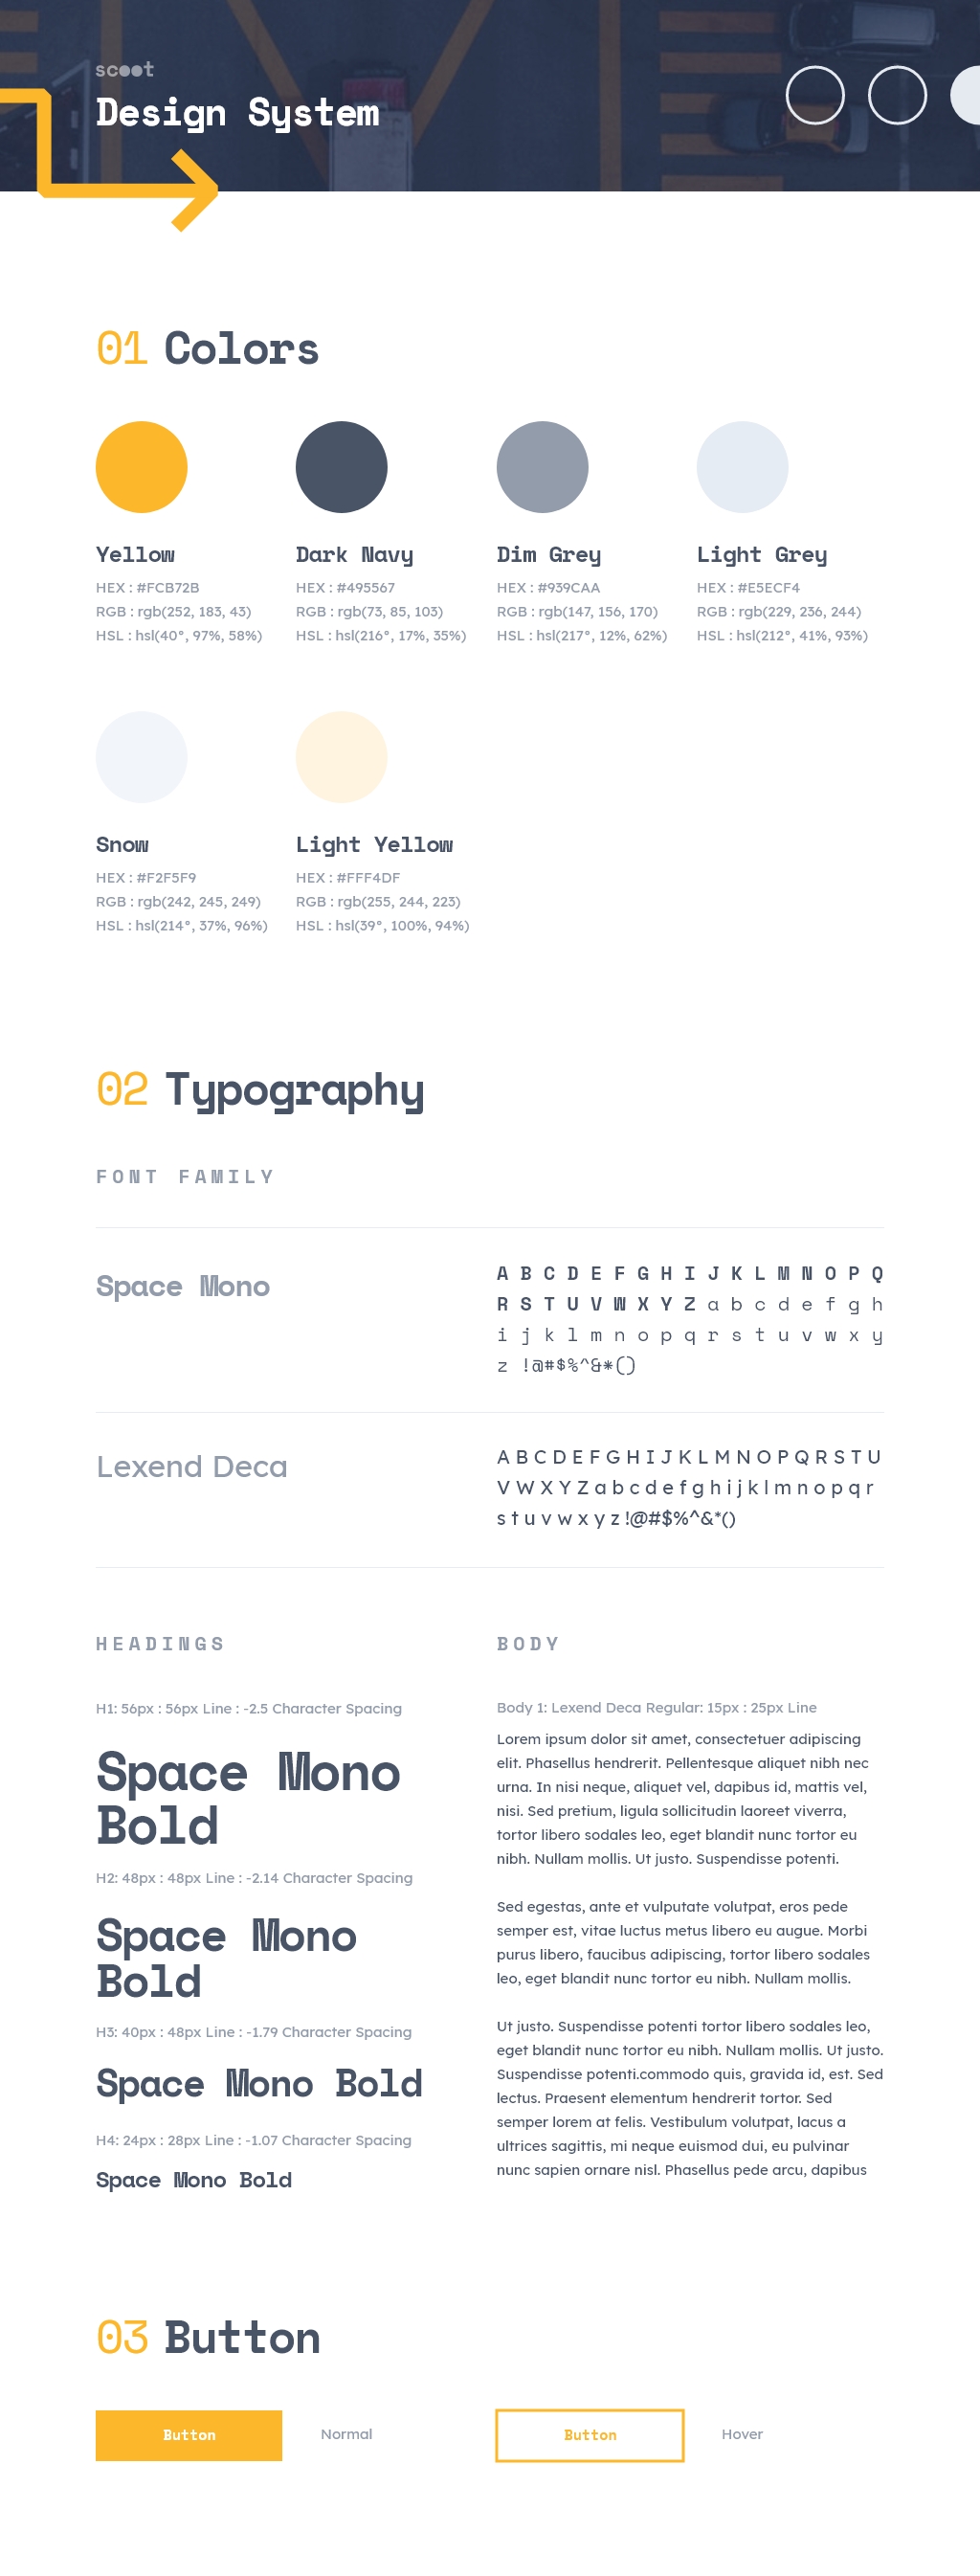 scoot
Design System
01 Colors
Yellow
HEX : #FCB72B
RGB : rgb(252, 183, 43)
HSL : hsl(40°, 97%, 58%)
Dark Navy
HEX : #495567
RGB : rgb(73, 85, 103)
HSL : hsl(216°, 17%, 35%)
Dim Grey
HEX : #939CAA
RGB : rgb(147, 156, 170)
HSL : hsl(217°, 12%, 62%)
Light Grey
HEX : #E5ECF4
RGB : rgb(229, 236, 244)
HSL : hsl(212°, 41%, 93%)
Snow
HEX : #F2F5F9
RGB : rgb(242, 245, 249)
HSL : hsl(214°, 37%, 96%)
Light Yellow
HEX : #FFF4DF
RGB : rgb(255, 244, 223)
HSL : hsl(39°, 100%, 94%)
02 Typography
FONT FAMILY
Space Mono
A B C D E F G H I J K L M N O P Q
R S T U V W X Y Z a b c d e f g h
i j k l m n o p q r s t u v w x y
z !@#$%^&*()
Lexend Deca
A B C D E F G H I J K L M N O P Q R S T U
V W X Y Z a b c d e f g h i j k l m n o p q r
s t u v w x y z !@#$%^&*()
HEADINGS
H1: 56px : 56px Line : -2.5 Character Spacing
Space Mono
Bold
H2: 48px : 48px Line : -2.14 Character Spacing
Space Mono
Bold
H3: 40px : 48px Line : -1.79 Character Spacing
Space Mono Bold
H4: 24px : 28px Line : -1.07 Character Spacing
Space Mono Bold
BODY
Body 1: Lexend Deca Regular: 15px : 25px Line
Lorem ipsum dolor sit amet, consectetuer adipiscing
elit. Phasellus hendrerit. Pellentesque aliquet nibh nec
urna. In nisi neque, aliquet vel, dapibus id, mattis vel,
nisi. Sed pretium, ligula sollicitudin laoreet viverra,
tortor libero sodales leo, eget blandit nunc tortor eu
nibh. Nullam mollis. Ut justo. Suspendisse potenti.
Sed egestas, ante et vulputate volutpat, eros pede
semper est, vitae luctus metus libero eu augue. Morbi
purus libero, faucibus adipiscing, tortor libero sodales
leo, eget blandit nunc tortor eu nibh. Nullam mollis.
Ut justo. Suspendisse potenti tortor libero sodales leo,
eget blandit nunc tortor eu nibh. Nullam mollis. Ut justo.
Suspendisse potenti.commodo quis, gravida id, est. Sed
lectus. Praesent elementum hendrerit tortor. Sed
semper lorem at felis. Vestibulum volutpat, lacus a
ultrices sagittis, mi neque euismod dui, eu pulvinar
nunc sapien ornare nisl. Phasellus pede arcu, dapibus
03 Button
Button
Normal
Button
Hover